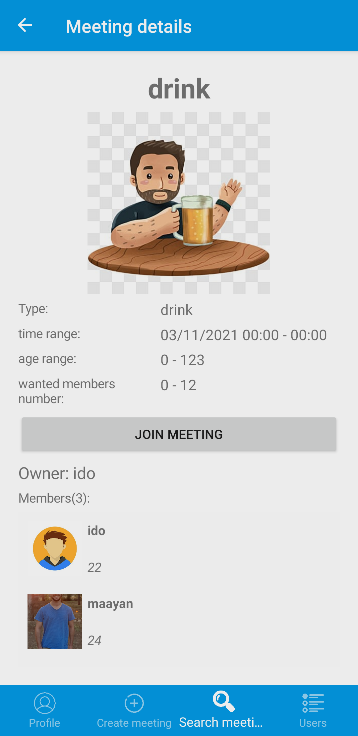 Meeting details
drink
Type: drink
time range: 03/11/2021 00:00 - 00:00
age range: 0 - 123
wanted members number: 0 - 12
JOIN MEETING
Owner: ido
Members(3):
ido
22
maayan
24
Profile Create meeting Search meeti... Users